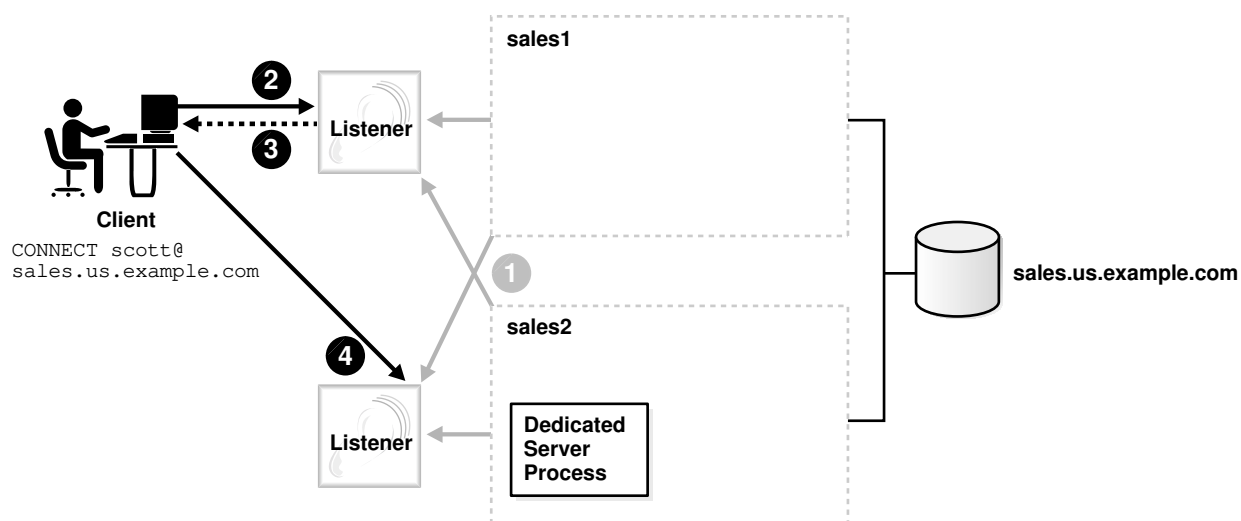 sales1
2
Listener
3
Client
CONNECT scott@
sales.us.example.com
1
sales.us.example.com
sales2
4
Listener
Dedicated
Server
Process